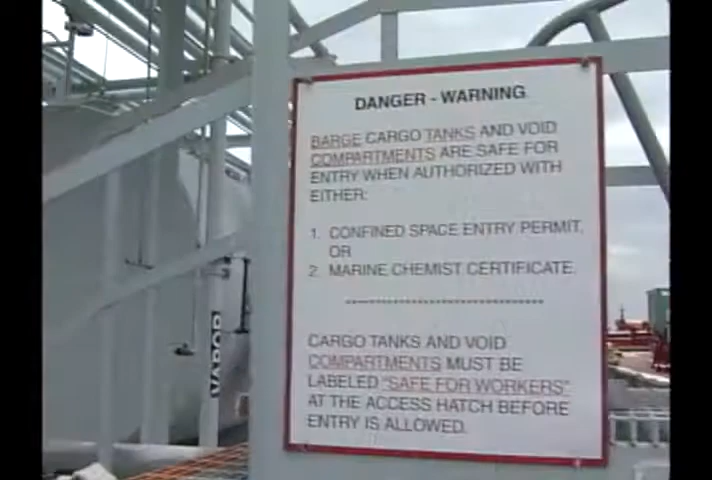 DANGER - WARNING
BARGE CARGO TANKS AND VOID
COMPARTMENTS ARE SAFE FOR
ENTRY WHEN AUTHORIZED WITH
EITHER:
1. CONFINED SPACE ENTRY PERMIT.
OR
2. MARINE CHEMIST CERTIFICATE.
CARGO TANKS AND VOID
COMPARTMENTS MUST BE
LABELED "SAFE FOR WORKERS"
AT THE ACCESS HATCH BEFORE
ENTRY IS ALLOWED.
VAPOR